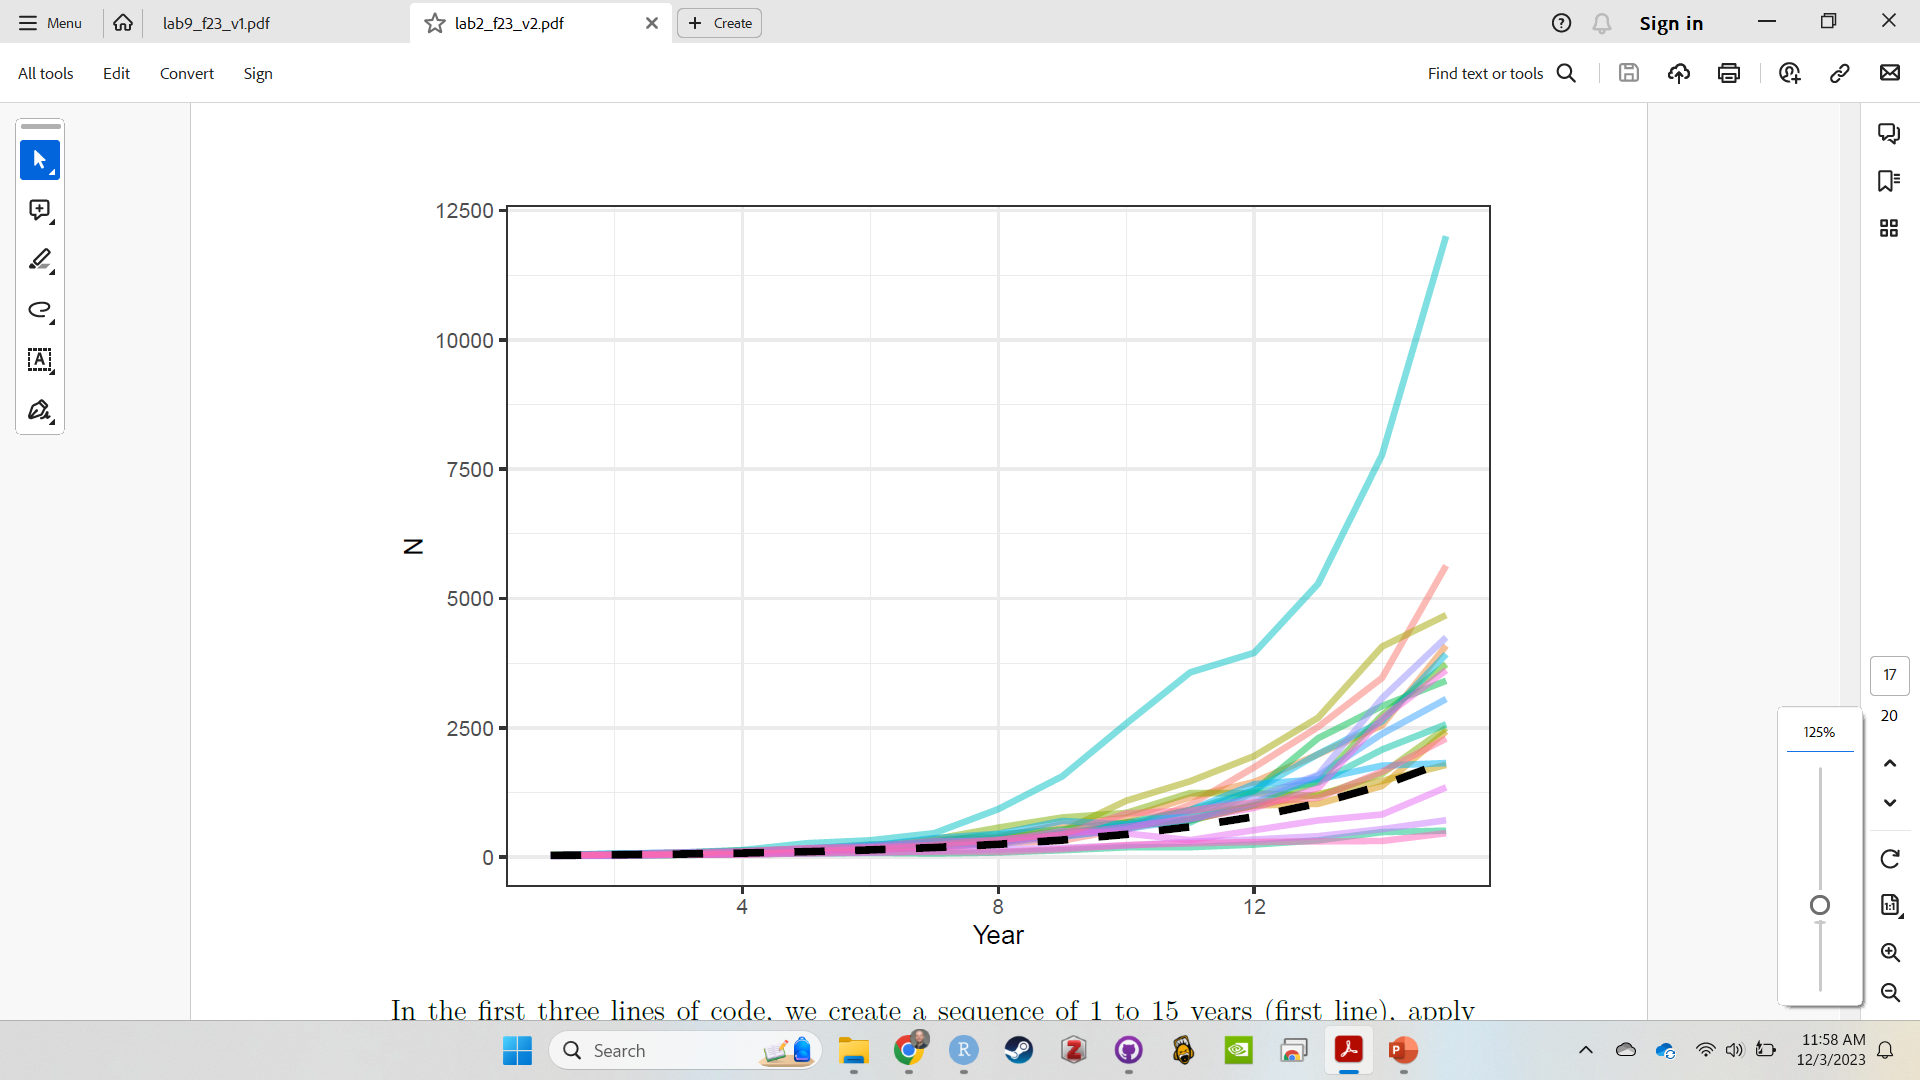 Menu
lab9_f23_v1.pdf
lab2_f23_v2.pdf
Create
Sign in
All tools
Edit
Convert
Sign
Find text or tools
12500
10000
7500
5000
2500
0
N
4
8
12
Year
In the first three lines of code, we create a sequence of 1 to 15 years (first line), apply
17
20
125%
1:1
Search
11:58 AM
12/3/2023